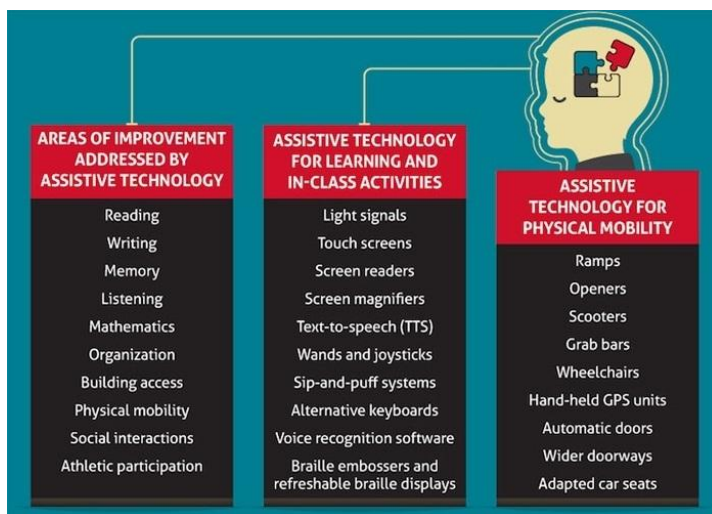 AREAS OF IMPROVEMENT
ADDRESSED BY
ASSISTIVE TECHNOLOGY
Reading
Writing
Memory
Listening
Mathematics
Organization
Building access
Physical mobility
Social interactions
Athletic participation
ASSISTIVE TECHNOLOGY
FOR LEARNING AND
IN-CLASS ACTIVITIES
Light signals
Touch screens
Screen readers
Screen magnifiers
Text-to-speech (TTS)
Wands and joysticks
Sip-and-puff systems
Alternative keyboards
Voice recognition software
Braille embossers and
refreshable braille displays
ASSISTIVE
TECHNOLOGY FOR
PHYSICAL MOBILITY
Ramps
Openers
Scooters
Grab bars
Wheelchairs
Hand-held GPS units
Automatic doors
Wider doorways
Adapted car seats